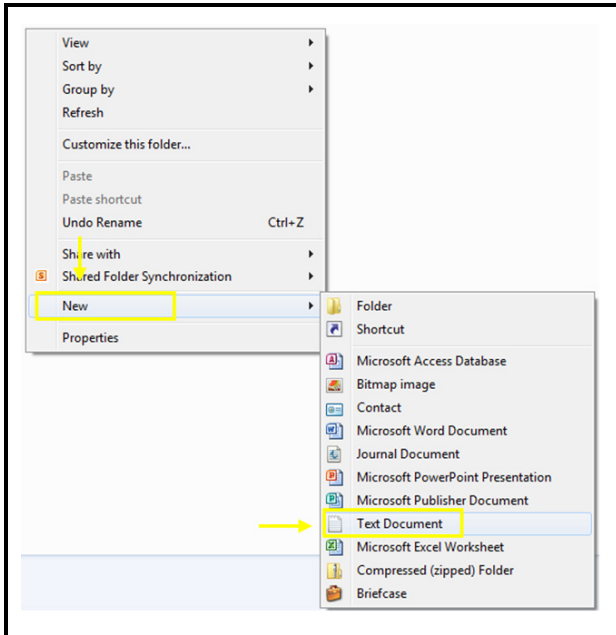 View
Sort by
Group by
Refresh
Customize this folder...
Paste
Paste shortcut
Undo Rename Ctrl+Z
Share with
S Shared Folder Synchronization
New
Properties
Folder
Shortcut
Microsoft Access Database
Bitmap image
Contact
Microsoft Word Document
Journal Document
Microsoft PowerPoint Presentation
Microsoft Publisher Document
Text Document
Microsoft Excel Worksheet
Compressed (zipped) Folder
Briefcase